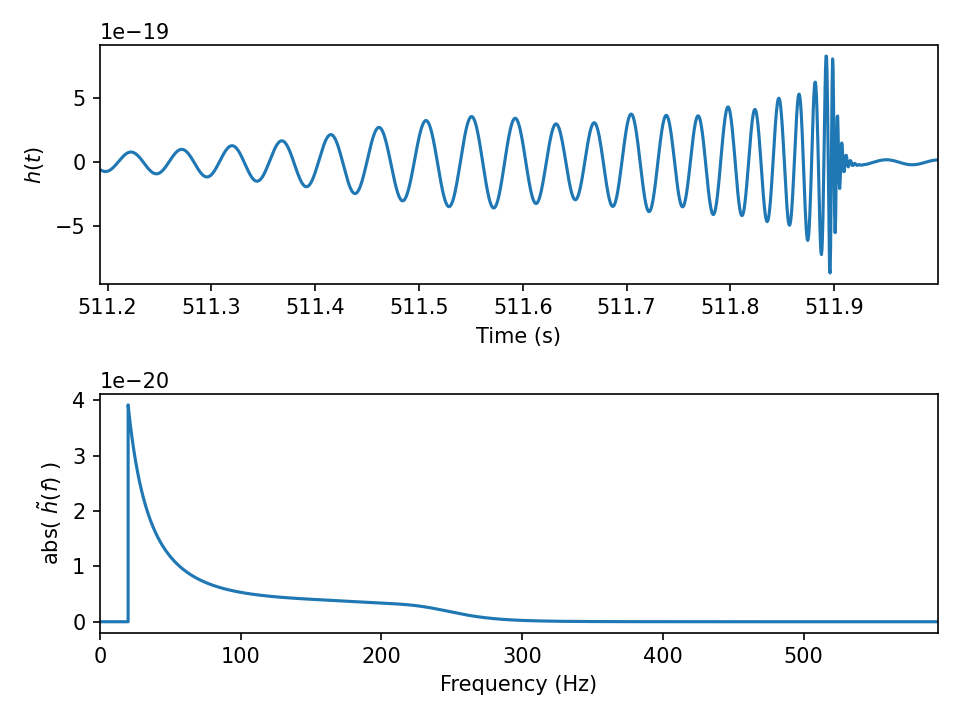 1e−19
5
0
−5
h(t)
511.2 511.3 511.4 511.5 511.6 511.7 511.8 511.9
Time (s)
1e−20
4
3
2
1
0
abs( h̃(f) )
0 100 200 300 400 500
Frequency (Hz)